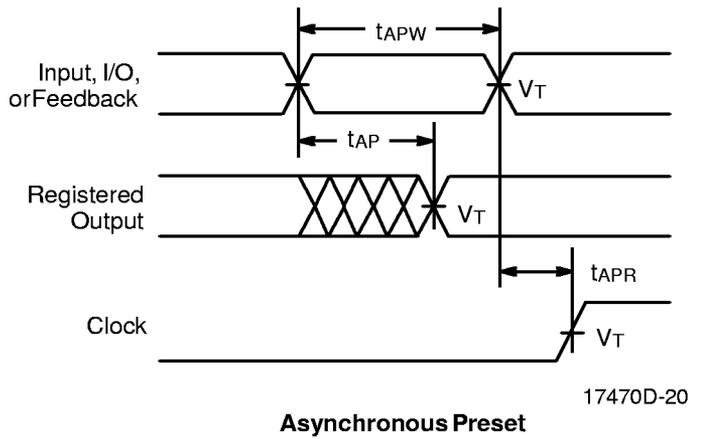 tAPW
Input, I/O,
orFeedback
VT
tAP
Registered
Output
VT
tAPR
Clock
VT
17470D-20
Asynchronous Preset